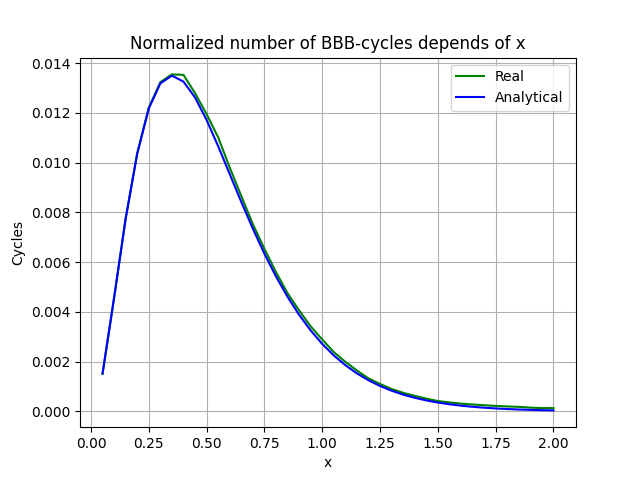 Normalized number of BBB-cycles depends of x
0.014
0.012
0.010
0.008
0.006
0.004
0.002
0.000
Cycles
Real
Analytical
0.00 0.25 0.50 0.75 1.00 1.25 1.50 1.75 2.00
x